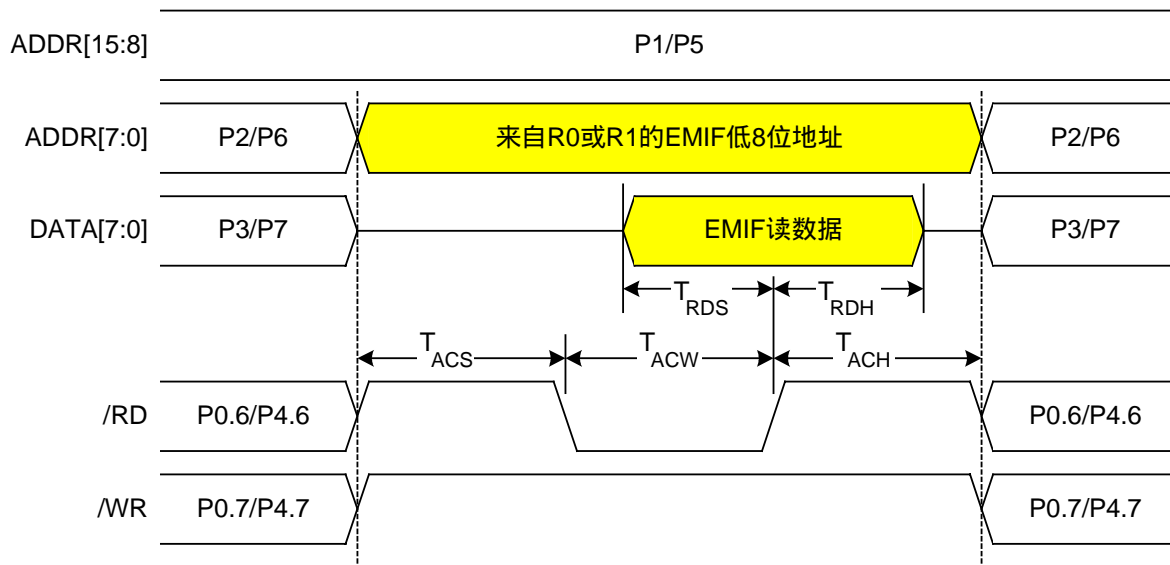 ADDR[15:8] P1/P5
ADDR[7:0] P2/P6 来自R0或R1的EMIF低8位地址 P2/P6
DATA[7:0] P3/P7 EMIF读数据 P3/P7
TRDS TRDH
TACS TACW TACH
/RD P0.6/P4.6 P0.6/P4.6
/WR P0.7/P4.7 P0.7/P4.7